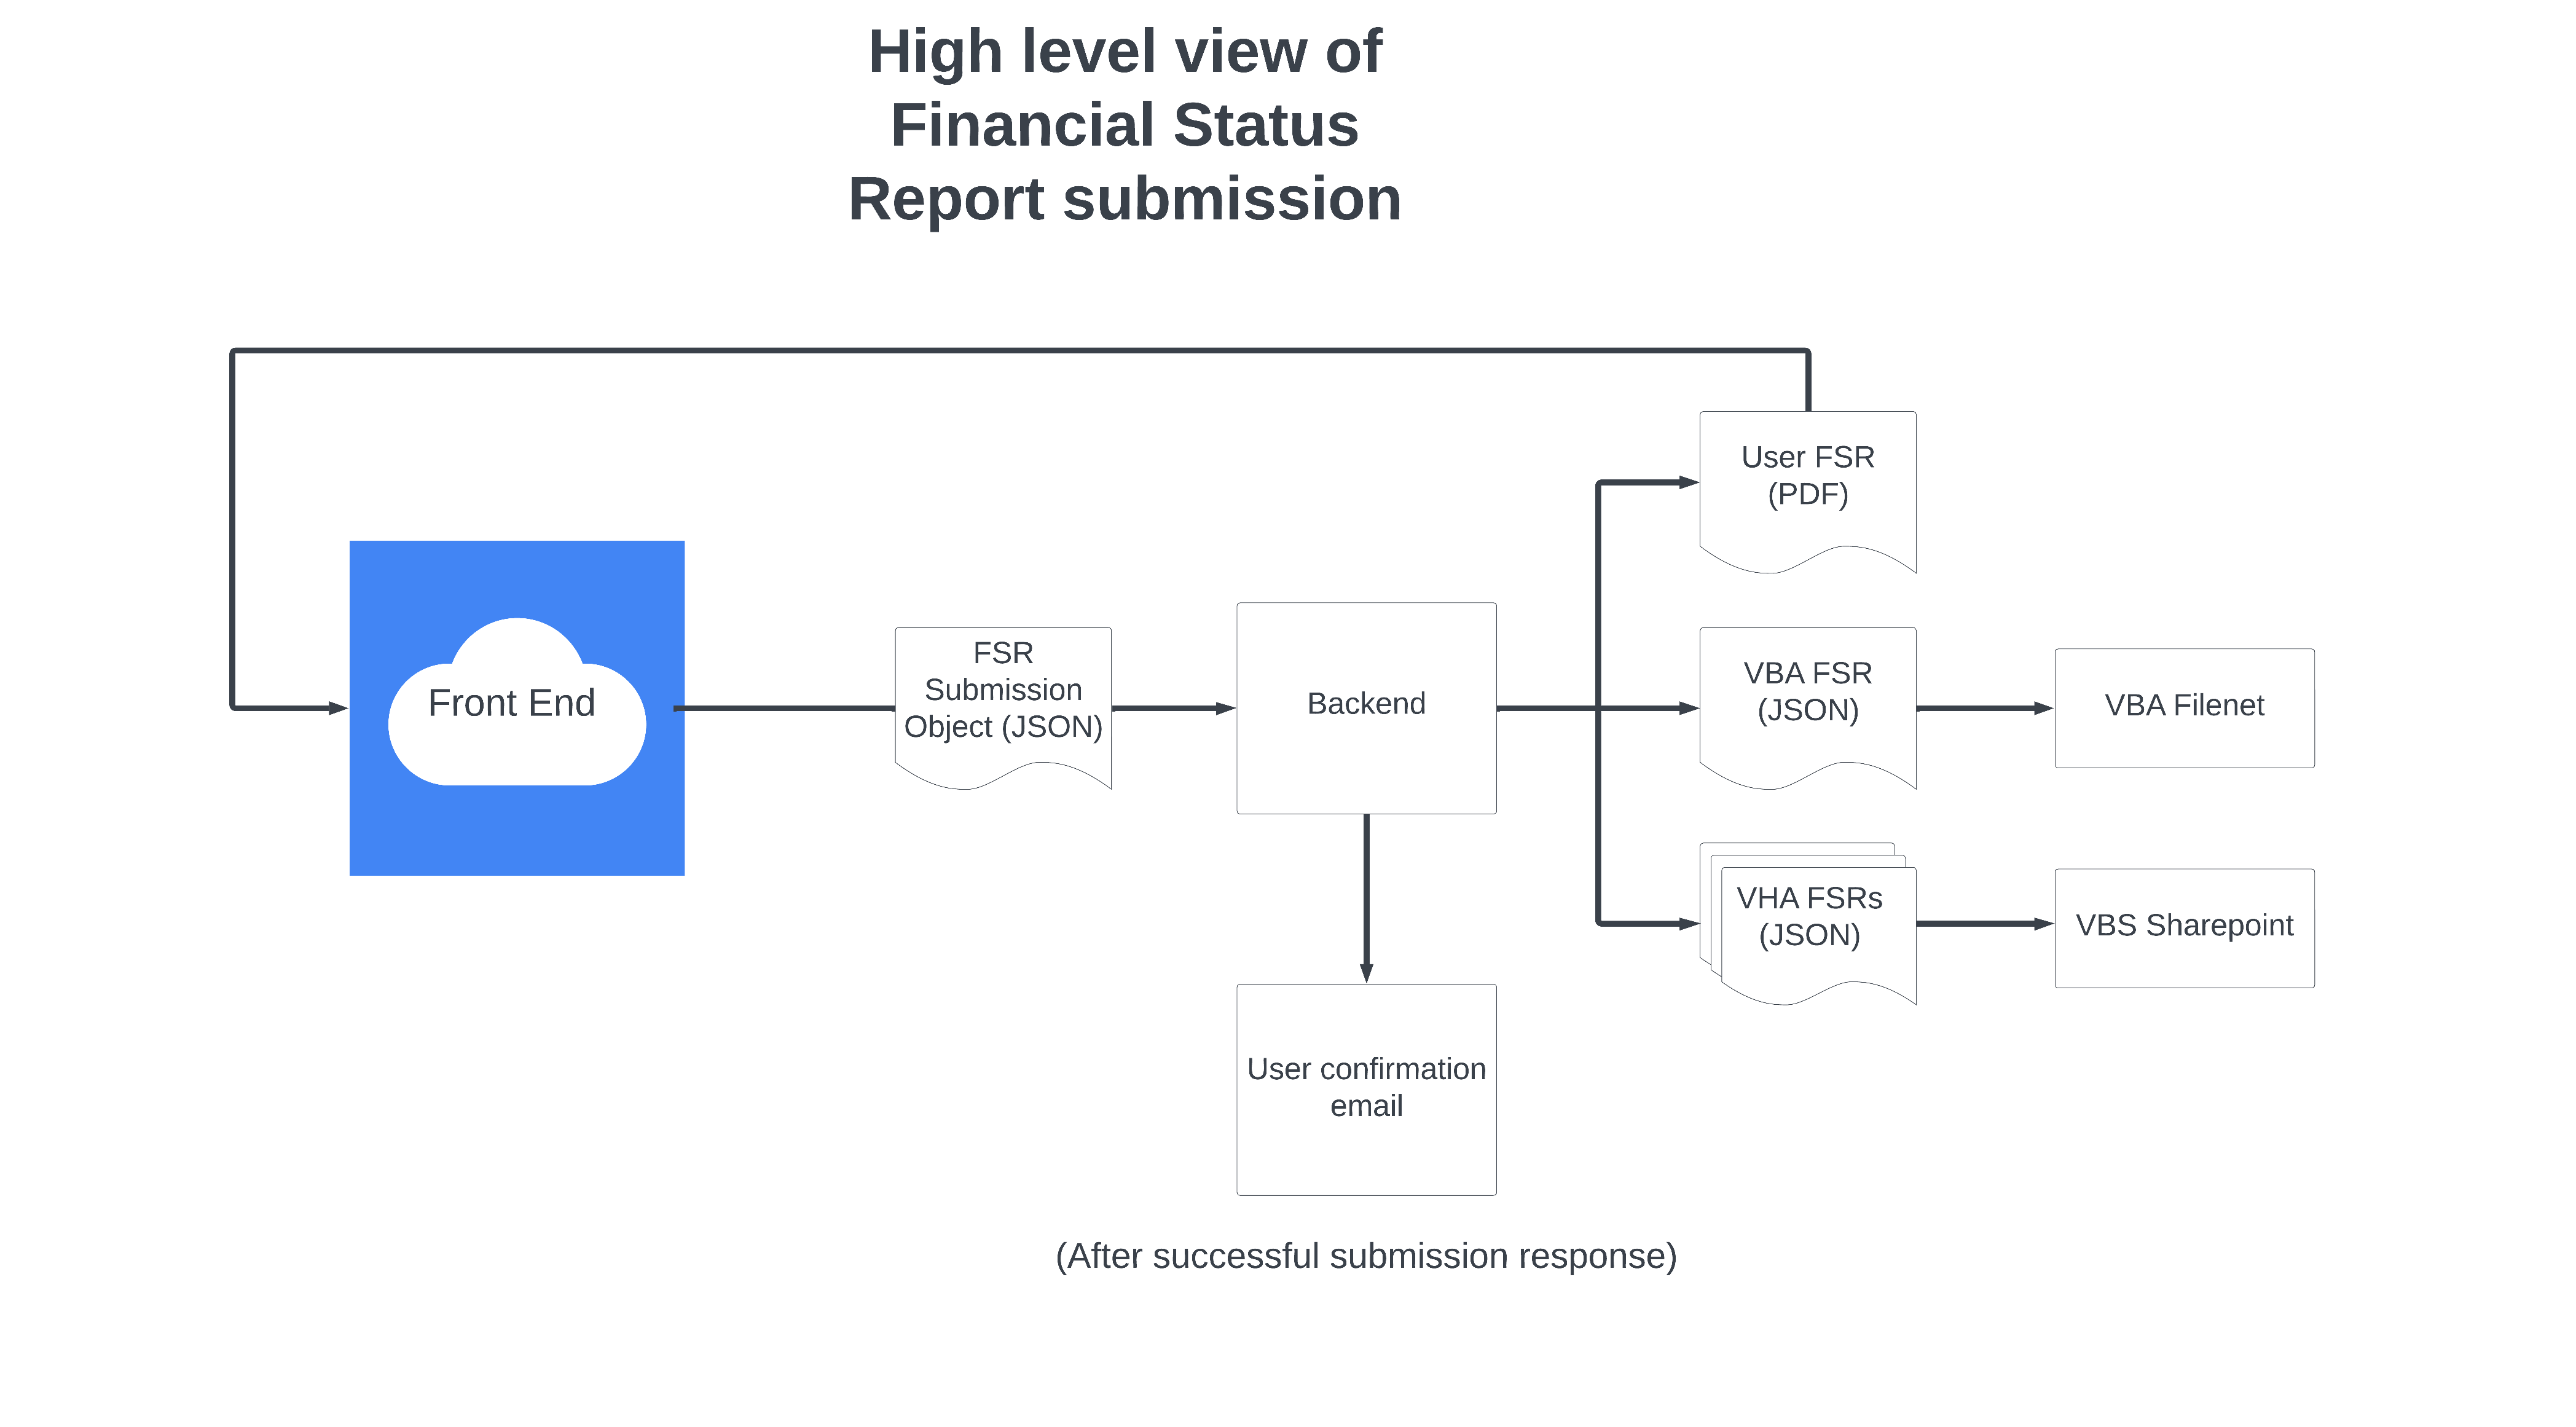 High level view of
Financial Status
Report submission
User FSR
(PDF)
Front End
FSR
Submission
Object (JSON)
Backend
VBA FSR
(JSON)
VBA Filenet
VHA FSRs
(JSON)
VBS Sharepoint
User confirmation
email
(After successful submission response)